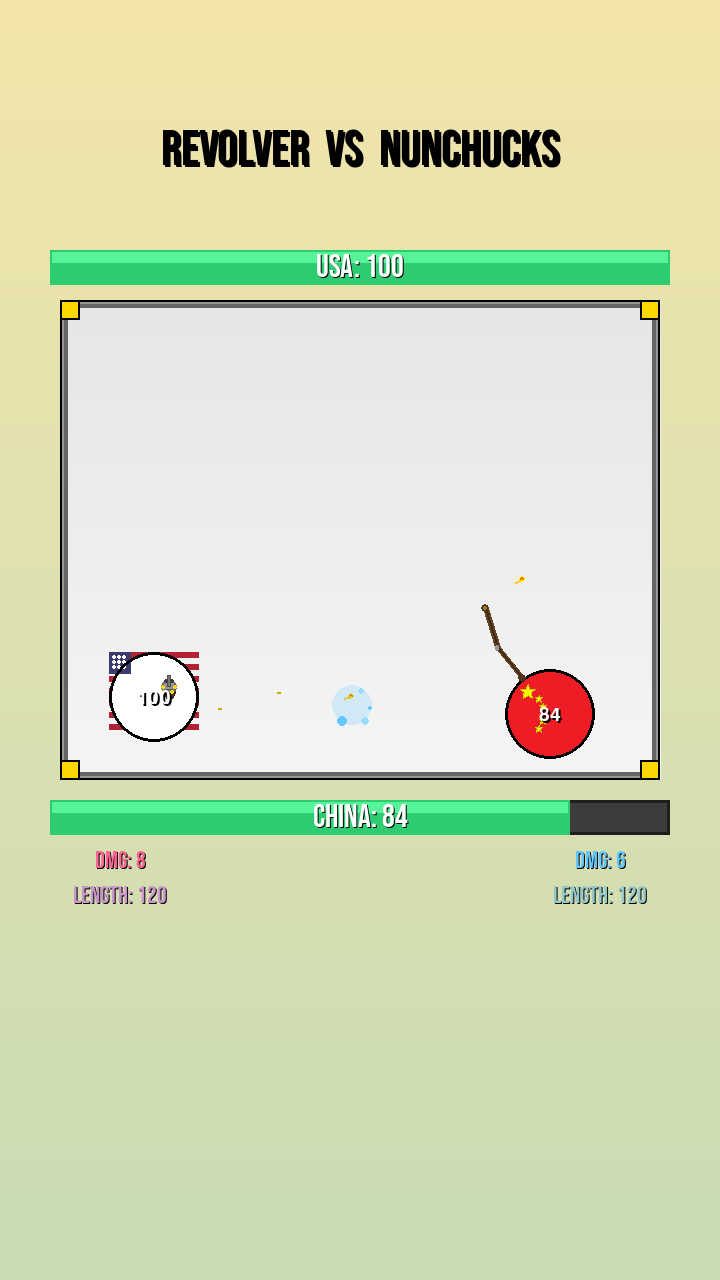 REVOLVER VS NUNCHUCKS
USA: 100
100
84
CHINA: 84
DMG: 8
DMG: 6
LENGTH: 120
LENGTH: 120